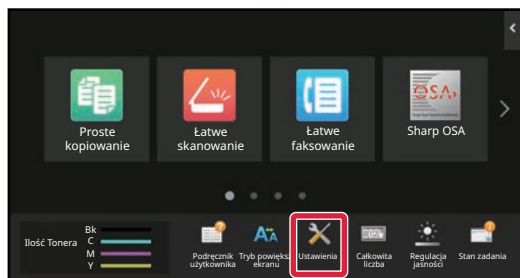 Proste
kopiowanie
Łatwe
skanowanie
Łatwe
faksowanie
OSA
Sharp OSA
Ilość Tonera
Bk
C
M
Y
Podręcznik
użytkownika
Tryb powiększ
ekranu
Ustawienia
Całkowita
liczba
Regulacja
jasności
Stan zadania